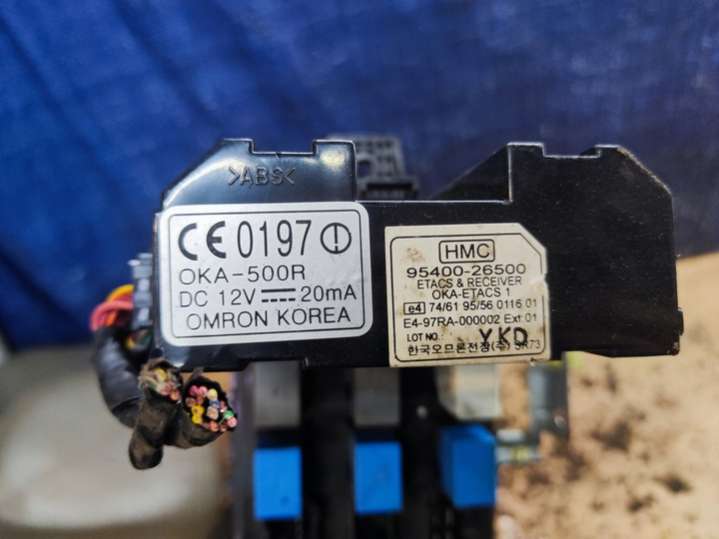 >ABS<
CE 0197
OKA-500R
DC 12V 20mA
OMRON KOREA
HMC
95400-26500
ETACS & RECEIVER
OKA-ETACS 1
e4 74/61 95/56 0116 01
E4-97RA-000002 Ext 01
LOT NO.: YKD
한국오므론전장(주)